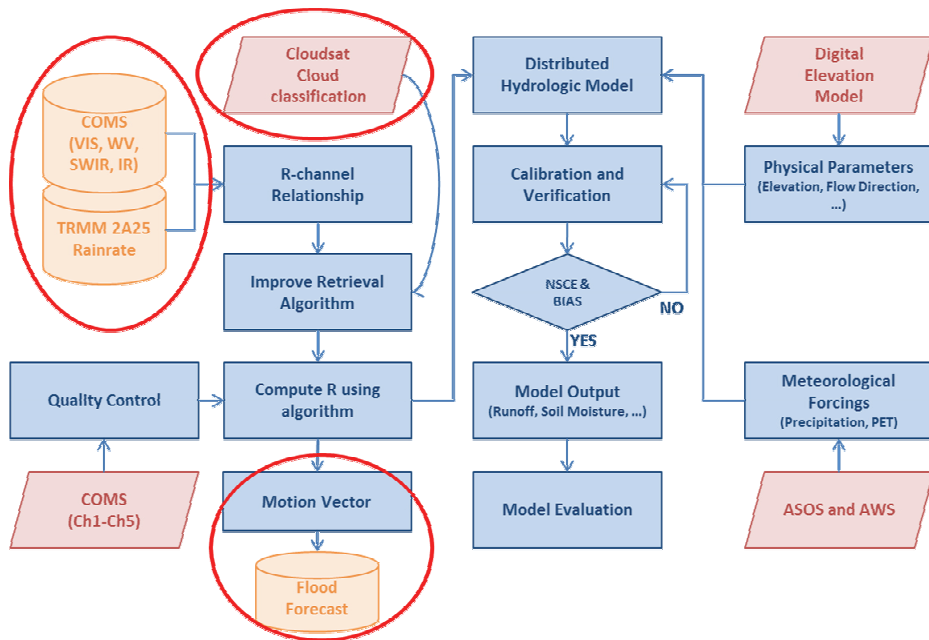 Cloudsat
Cloud
classification
COMS
(VIS, WV,
SWIR, IR)
TRMM 2A25
Rainrate
R-channel
Relationship
Improve Retrieval
Algorithm
Quality Control
Compute R using
algorithm
COMS
(Ch1-Ch5)
Motion Vector
Flood
Forecast
Distributed
Hydrologic Model
Calibration and
Verification
NSCE &
BIAS
NO
YES
Model Output
(Runoff, Soil Moisture, ...)
Model Evaluation
Digital
Elevation
Model
Physical Parameters
(Elevation, Flow Direction,
...)
Meteorological
Forcings
(Precipitation, PET)
ASOS and AWS